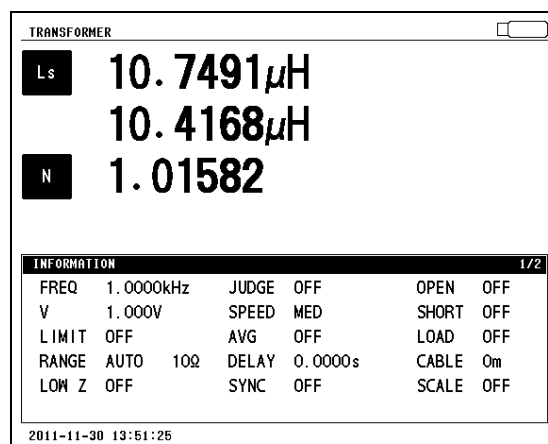 TRANSFORMER
Ls 10.7491μH
10.4168μH
N 1.01582
INFORMATION 1/2
FREQ 1.0000kHz JUDGE OFF OPEN OFF
V 1.000V SPEED MED SHORT OFF
LIMIT OFF AVG OFF LOAD OFF
RANGE AUTO 10Ω DELAY 0.0000s CABLE 0m
LOW Z OFF SYNC OFF SCALE OFF
2011-11-30 13:51:25